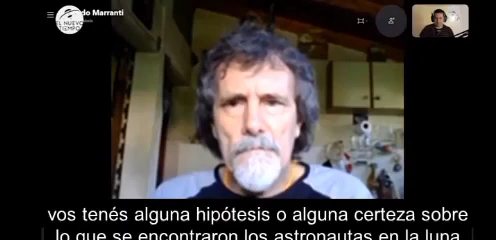 do Marranti
EL NUEVO
TIEMPO
vos tenés alguna hipótesis o alguna certeza sobre
lo que se encontraron los astronautas en la luna